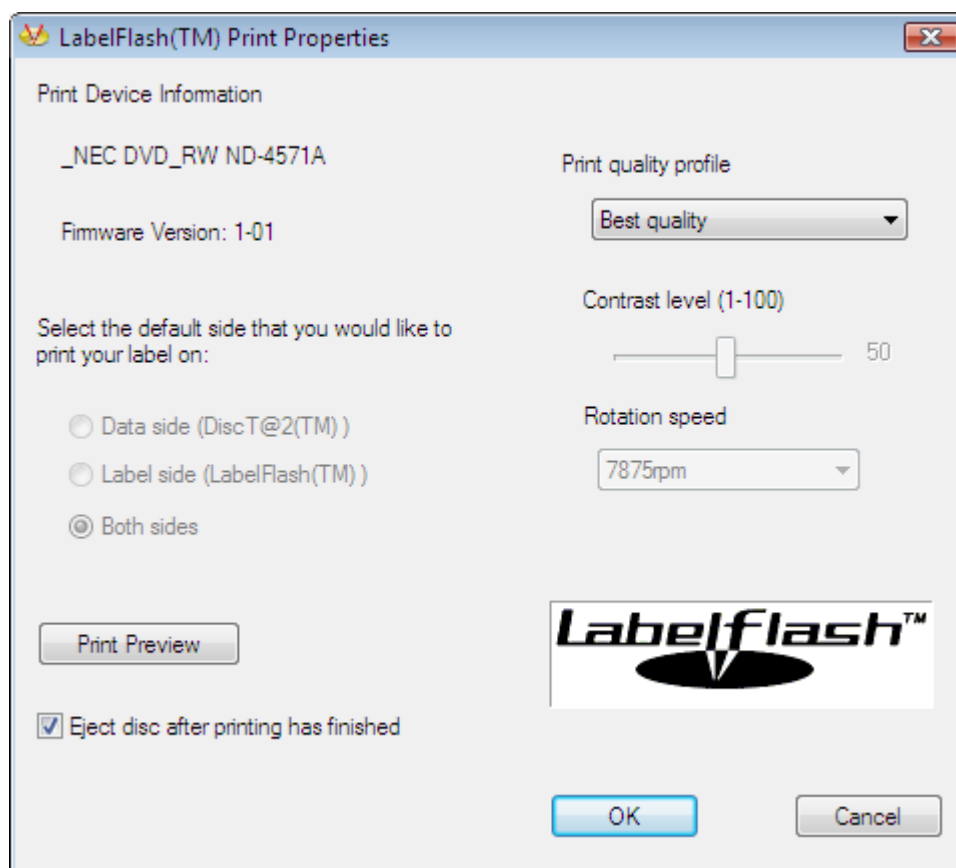 LabelFlash(TM) Print Properties
Print Device Information
_NEC DVD_RW ND-4571A
Firmware Version: 1-01
Select the default side that you would like to
print your label on:
Data side (DiscT@2(TM) )
Label side (LabelFlash(TM) )
Both sides
Print Preview
Eject disc after printing has finished
Print quality profile
Best quality
Contrast level (1-100)
50
Rotation speed
7875rpm
Labelflash™
OK
Cancel